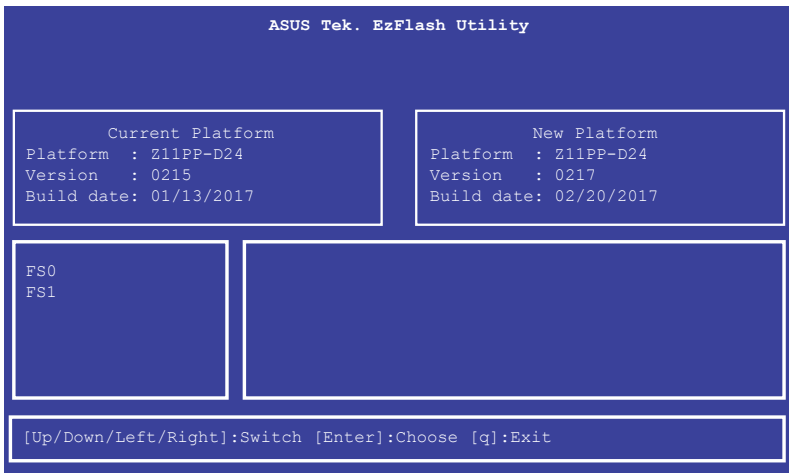 ASUS Tek. EzFlash Utility
Current Platform
Platform : Z11PP-D24
Version : 0215
Build date: 01/13/2017
New Platform
Platform : Z11PP-D24
Version : 0217
Build date: 02/20/2017
FS0
FS1
[Up/Down/Left/Right]:Switch [Enter]:Choose [q]:Exit